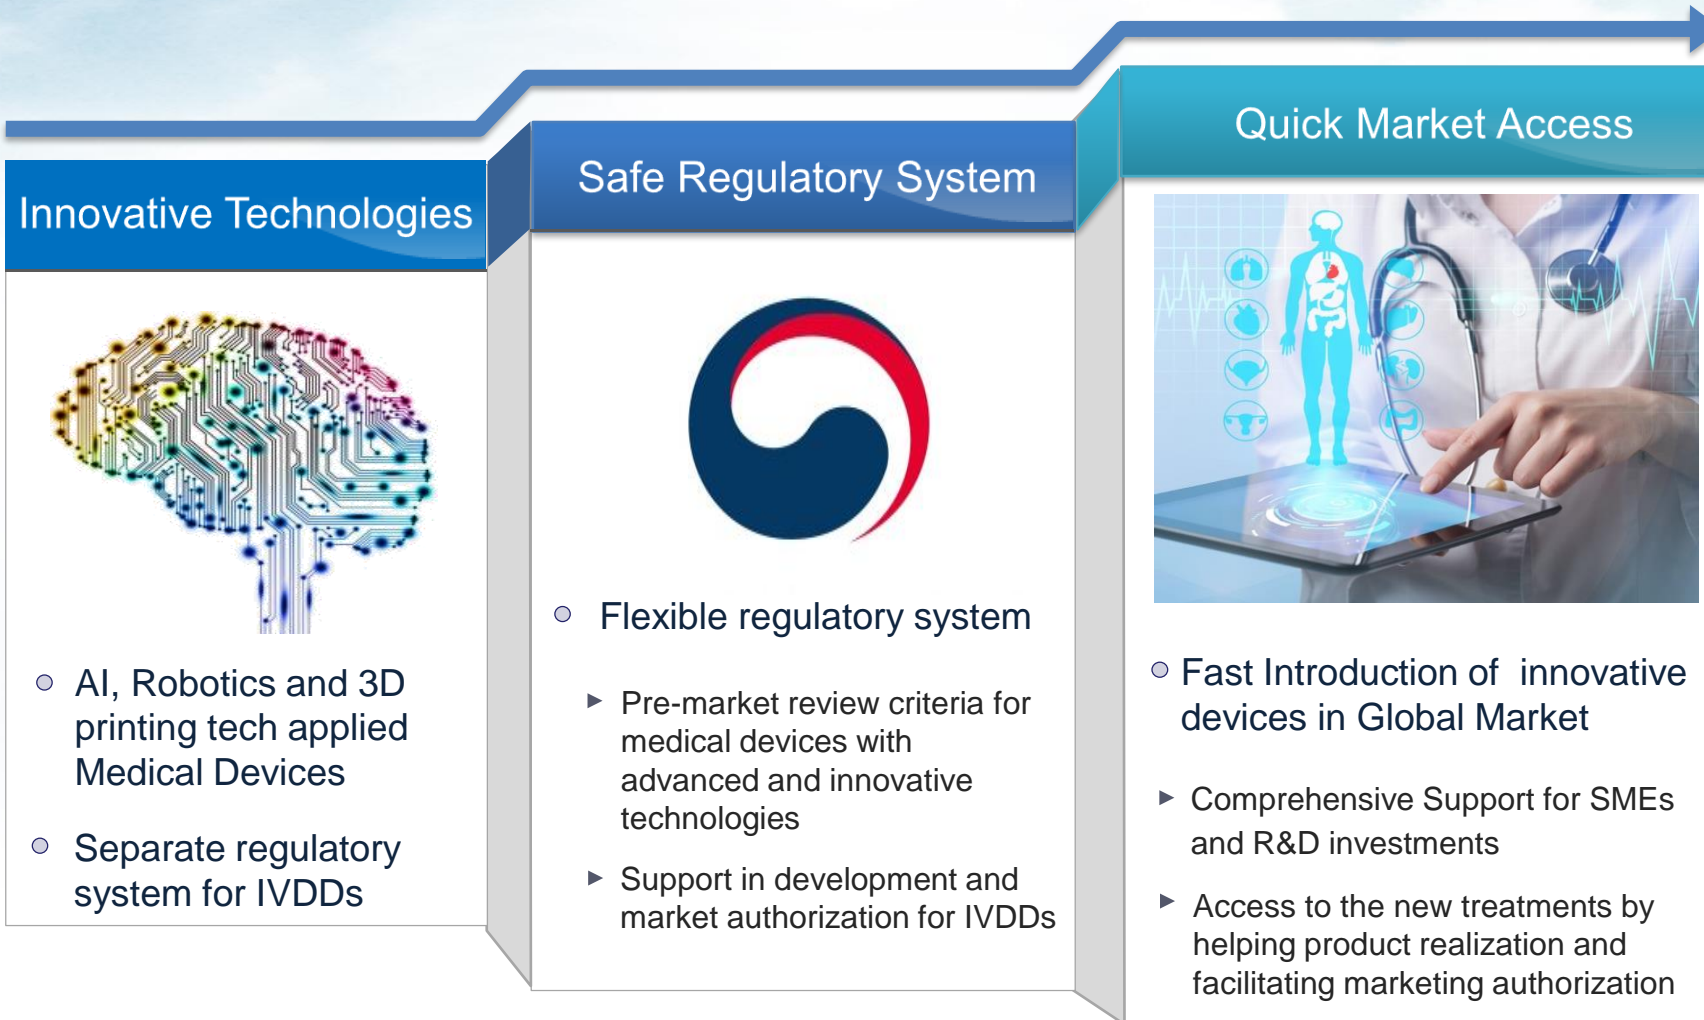 Innovative Technologies
AI, Robotics and 3D
printing tech applied
Medical Devices
Separate regulatory
system for IVDDs
Safe Regulatory System
Flexible regulatory system
Pre-market review criteria for
medical devices with
advanced and innovative
technologies
Support in development and
market authorization for IVDDs
Quick Market Access
Fast Introduction of innovative
devices in Global Market
Comprehensive Support for SMEs
and R&D investments
Access to the new treatments by
helping product realization and
facilitating marketing authorization